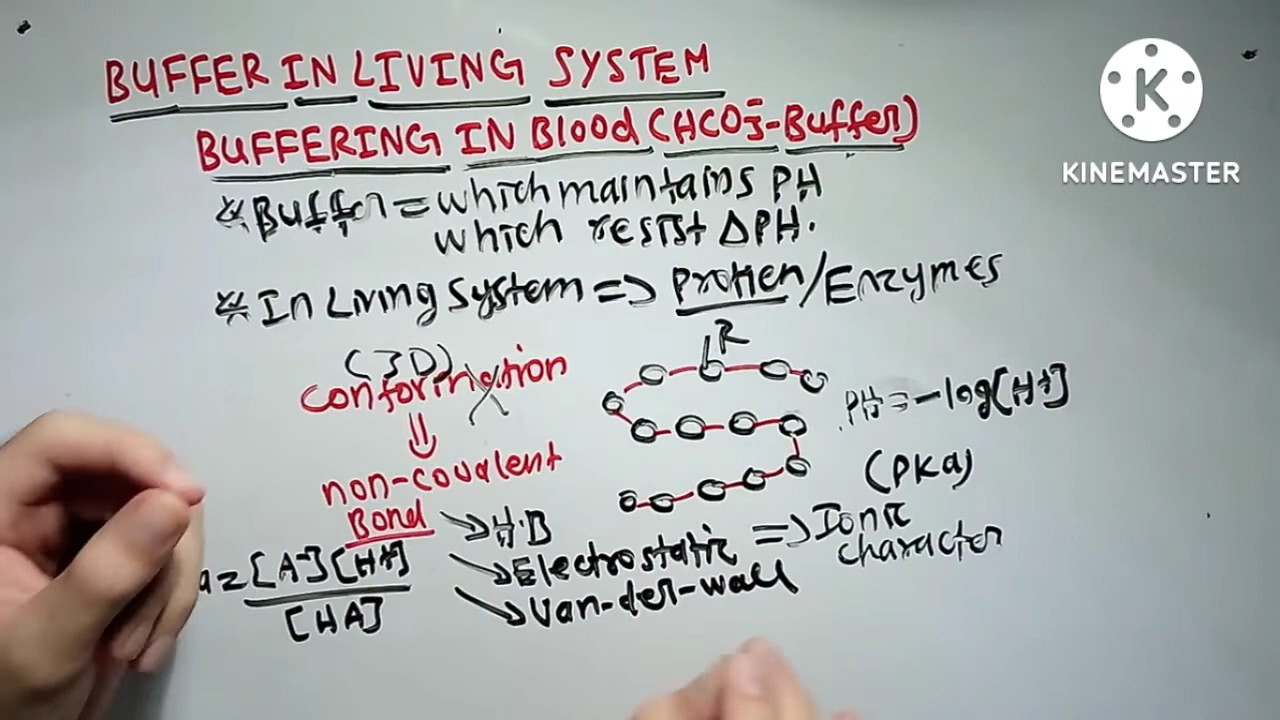 BUFFER IN LIVING SYSTEM
BUFFERING IN Blood (HCO3⁻-Buffer)
* Buffer = which maintains PH
which resist ΔPH.
* In Living System => Protien/Enzymes
(3D)
conformation
R
PH = -log[H+]
⇓
non-covalent
Bond
(PKa)
→ H·B
→ Electrostatic => Ionic
character
→ Van-der-wall
a = [A-][H+]
[HA]
K
KINEMASTER